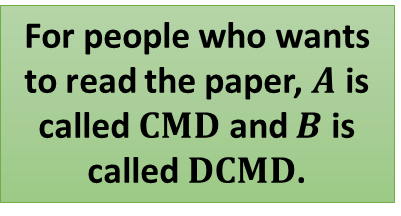 For people who wants
to read the paper, A is
called CMD and B is
called DCMD.